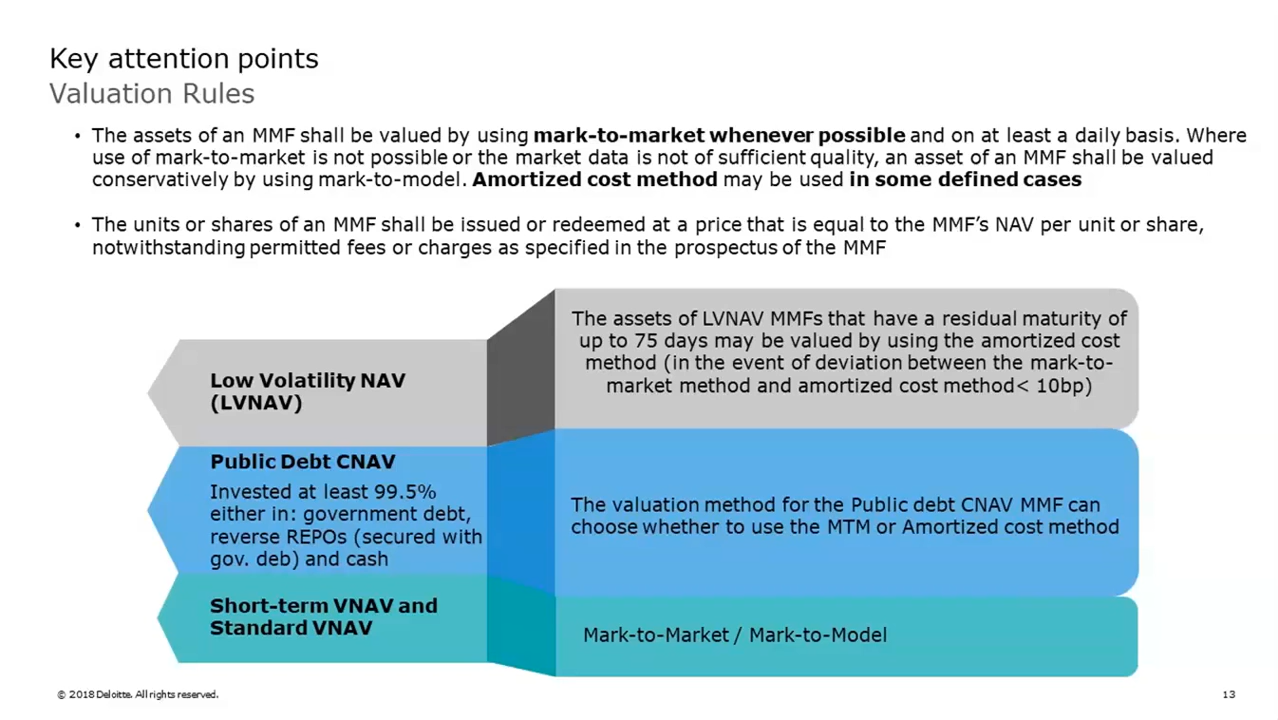 Key attention points
Valuation Rules
• The assets of an MMF shall be valued by using mark-to-market whenever possible and on at least a daily basis. Where
use of mark-to-market is not possible or the market data is not of sufficient quality, an asset of an MMF shall be valued
conservatively by using mark-to-model. Amortized cost method may be used in some defined cases
• The units or shares of an MMF shall be issued or redeemed at a price that is equal to the MMF's NAV per unit or share,
notwithstanding permitted fees or charges as specified in the prospectus of the MMF
Low Volatility NAV
(LVNAV)
The assets of LVNAV MMFs that have a residual maturity of
up to 75 days may be valued by using the amortized cost
method (in the event of deviation between the mark-to-
market method and amortized cost method< 10bp)
Public Debt CNAV
Invested at least 99.5%
either in: government debt,
reverse REPOs (secured with
gov. deb) and cash
The valuation method for the Public debt CNAV MMF can
choose whether to use the MTM or Amortized cost method
Short-term VNAV and
Standard VNAV
Mark-to-Market / Mark-to-Model
© 2018 Deloitte. All rights reserved.
13